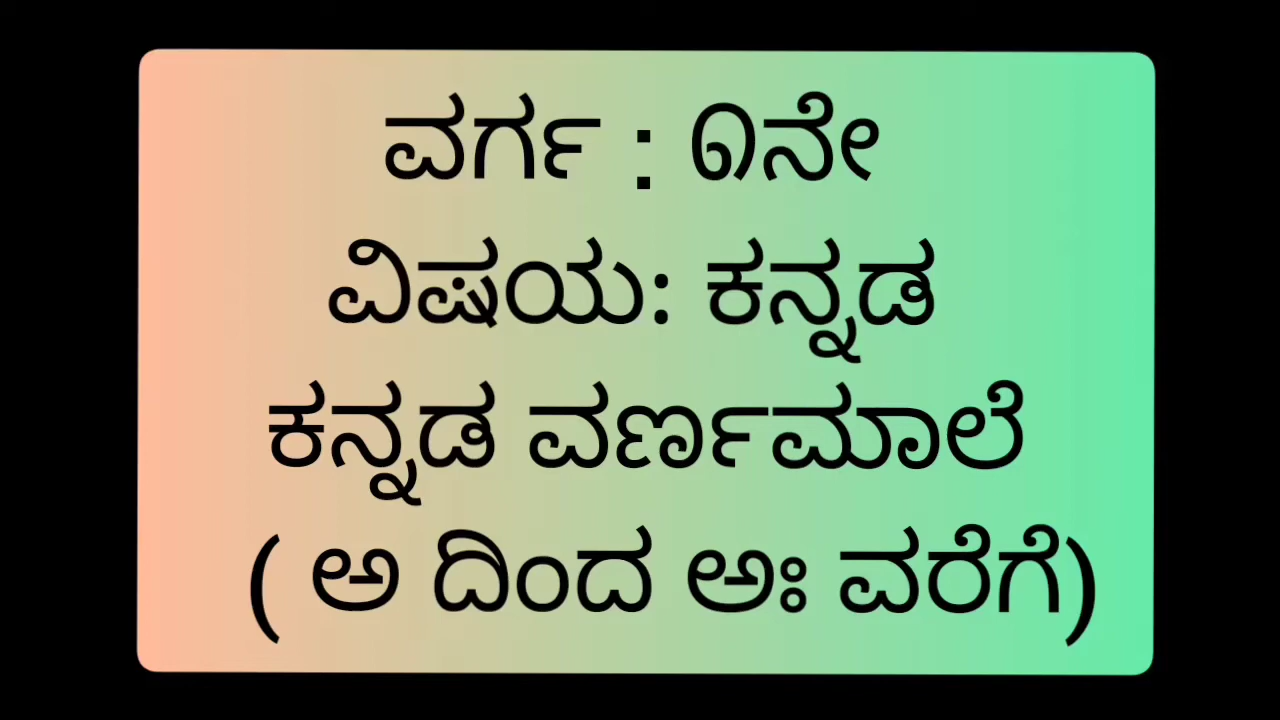 ವರ್ಗ : ೧ನೇ
ವಿಷಯ: ಕನ್ನಡ
ಕನ್ನಡ ವರ್ಣಮಾಲೆ
( ಅ ದಿಂದ ಅಃ ವರೆಗೆ)